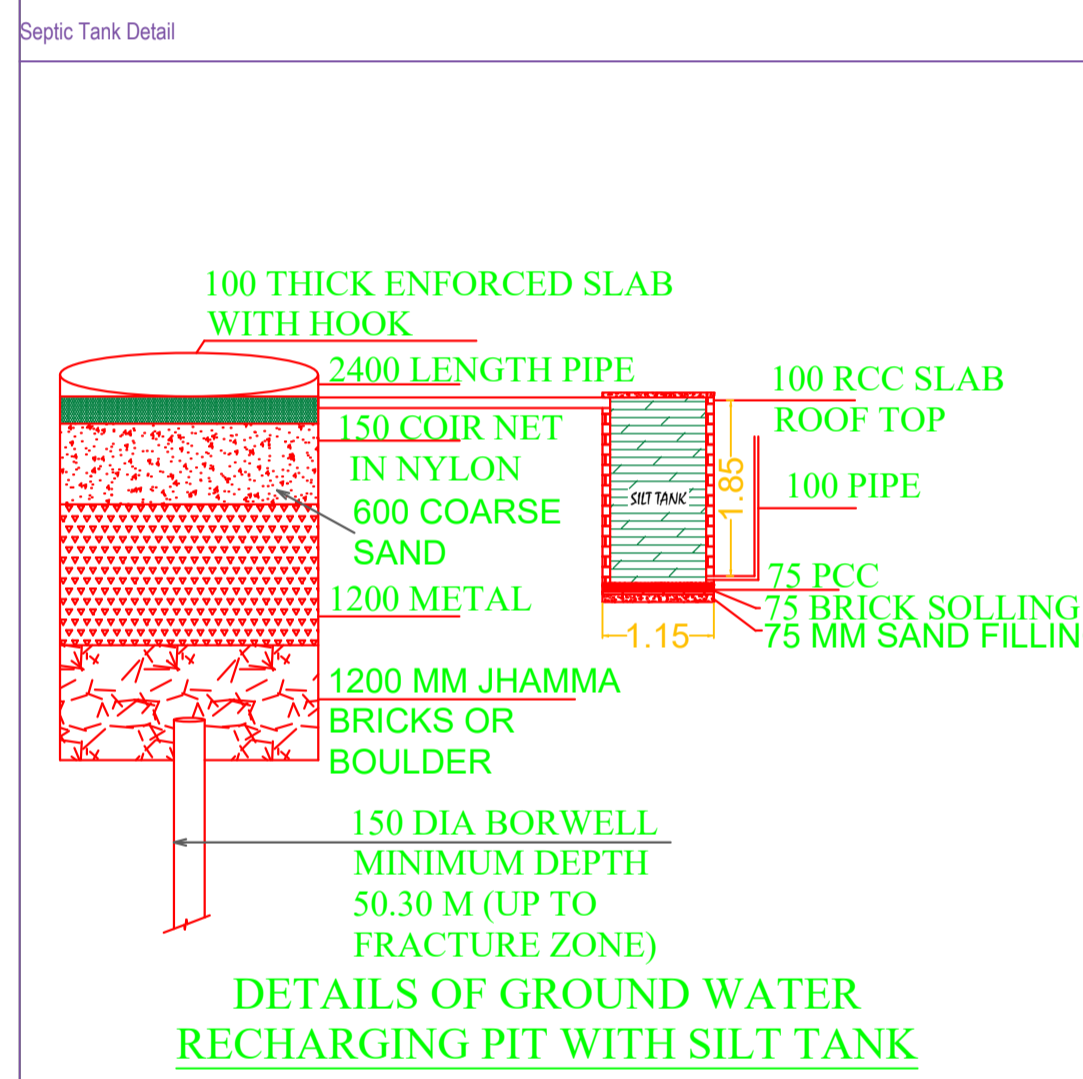 Septic Tank Detail
100 THICK ENFORCED SLAB
WITH HOOK
2400 LENGTH PIPE
150 COIR NET
IN NYLON
600 COARSE
SAND
1200 METAL
1200 MM JHAMMA
BRICKS OR
BOULDER
150 DIA BORWELL
MINIMUM DEPTH
50.30 M (UP TO
FRACTURE ZONE)
SILT TANK
1.85
1.15
100 RCC SLAB
ROOF TOP
100 PIPE
75 PCC
75 BRICK SOLLING
75 MM SAND FILLIN
DETAILS OF GROUND WATER
RECHARGING PIT WITH SILT TANK